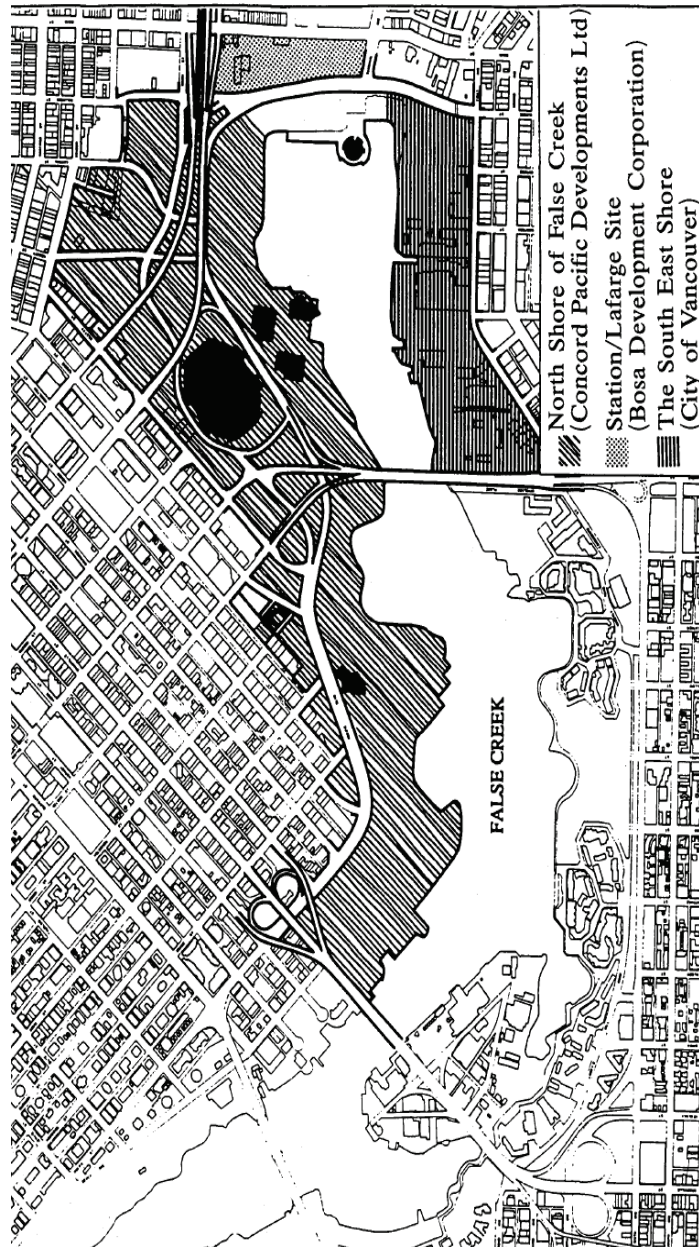 FALSE CREEK
North Shore of False Creek
(Concord Pacific Developments Ltd)
Station/Lafarge Site
(Bosa Development Corporation)
The South East Shore
(City of Vancouver)